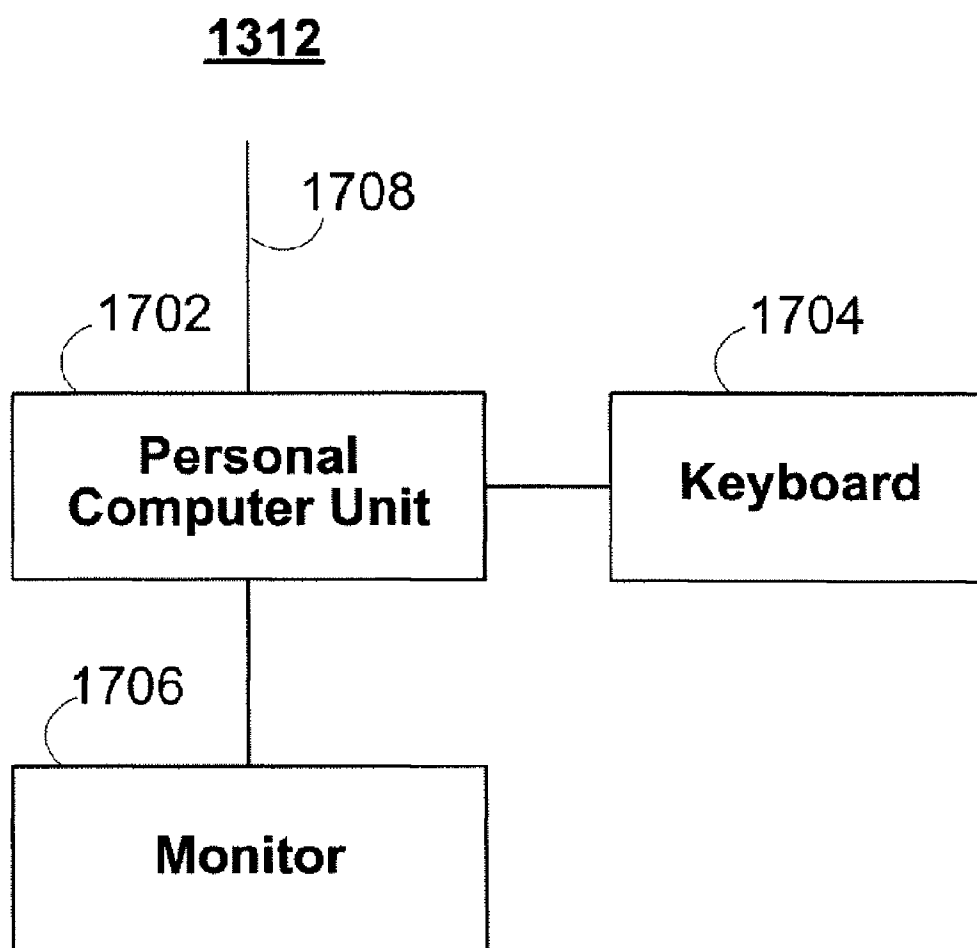 1312
1708
1702
1704
Personal
Computer Unit
Keyboard
1706
Monitor